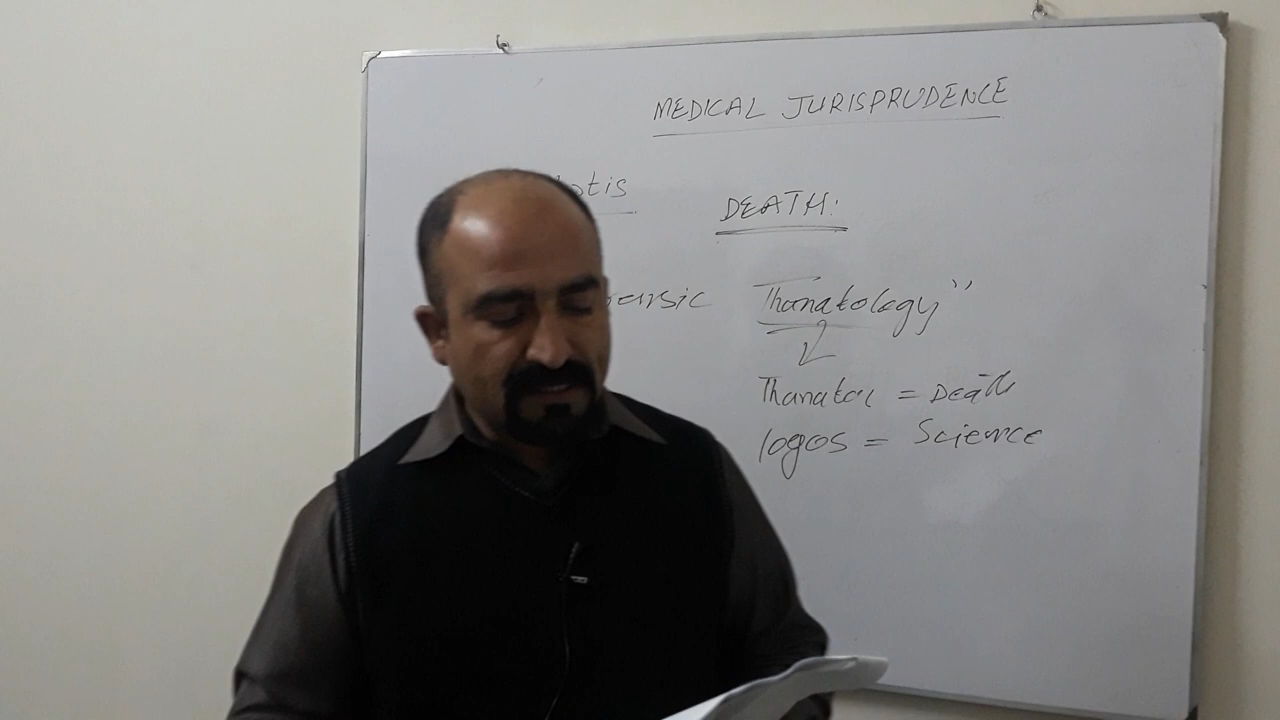 MEDICAL JURISPRUDENCE
DEATH:
Thanatology"
Thanatos = Death
logos = Science